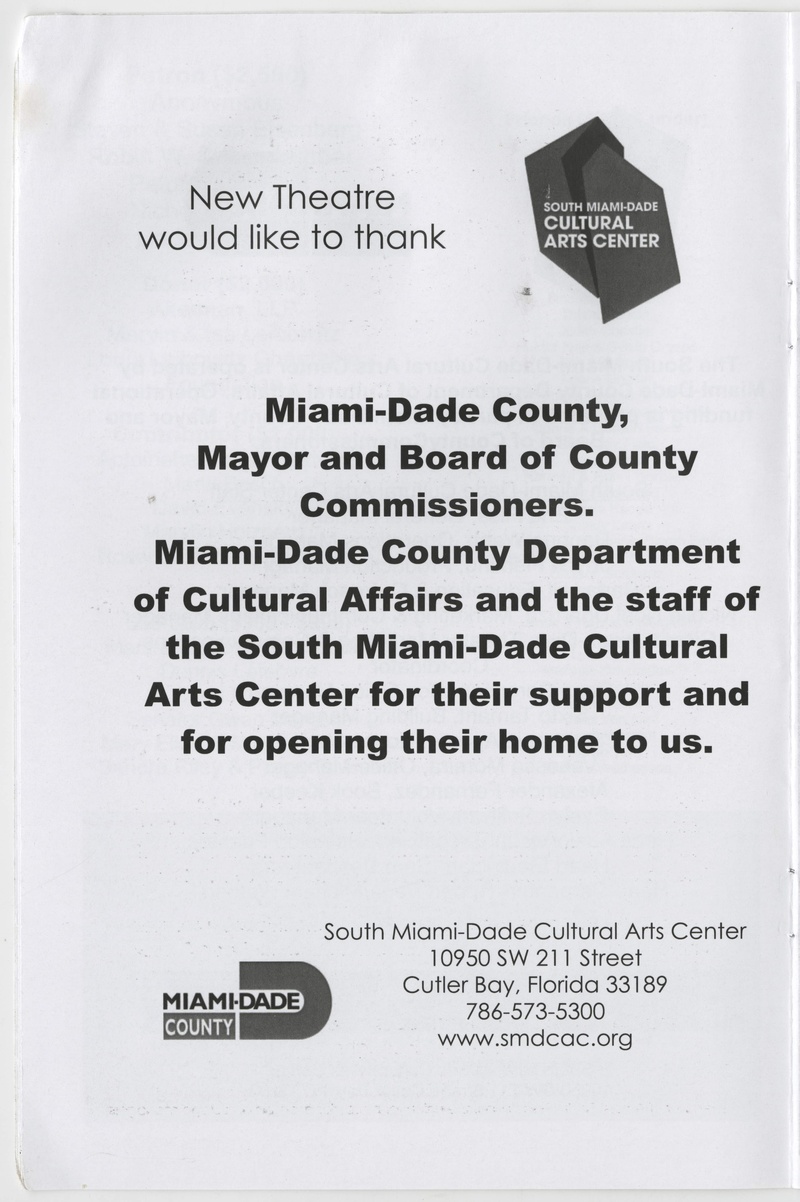 New Theatre
would like to thank
SOUTH MIAMI-DADE
CULTURAL
ARTS CENTER
Miami-Dade County,
Mayor and Board of County
Commissioners.
Miami-Dade County Department
of Cultural Affairs and the staff of
the South Miami-Dade Cultural
Arts Center for their support and
for opening their home to us.
South Miami-Dade Cultural Arts Center
10950 SW 211 Street
Cutler Bay, Florida 33189
786-573-5300
www.smdcac.org
MIAMI-DADE
COUNTY